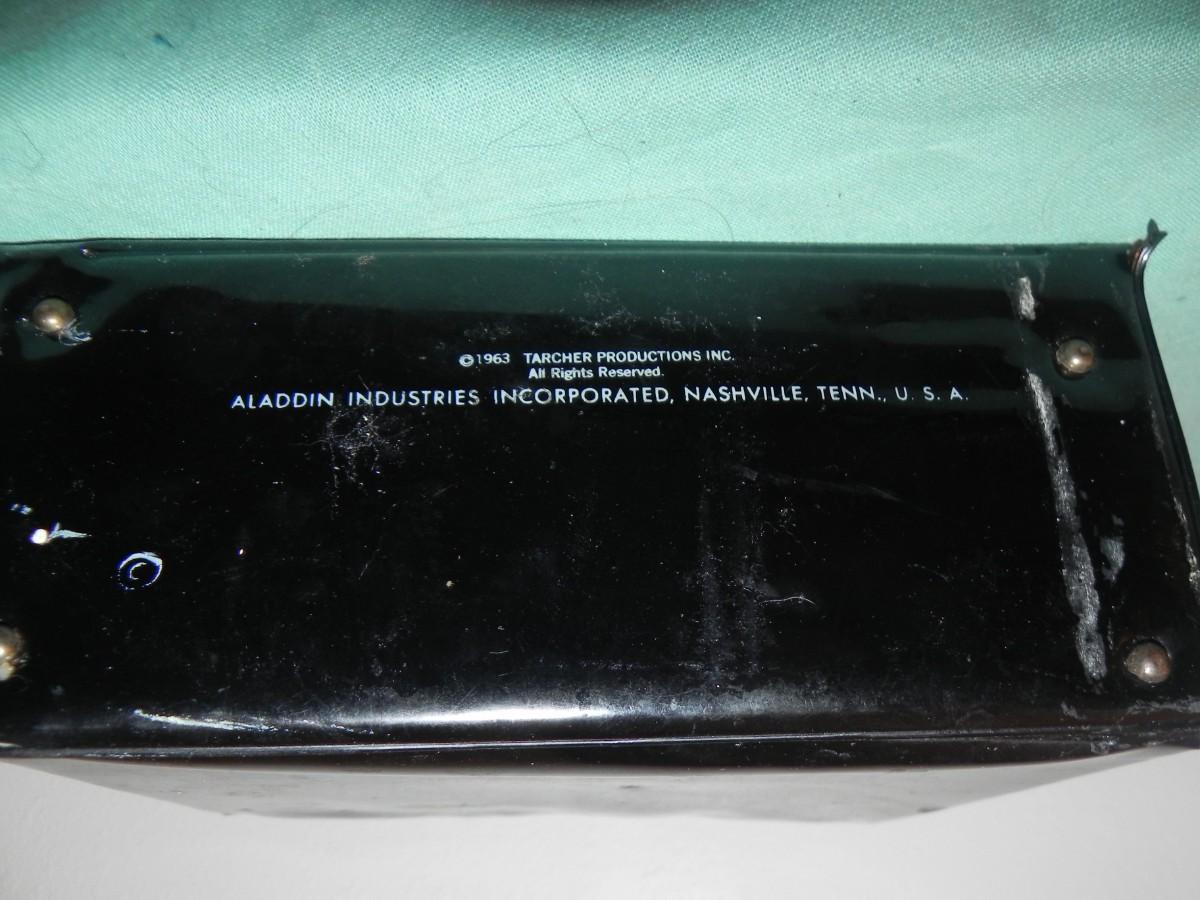 ©1963 TARCHER PRODUCTIONS INC.
All Rights Reserved.
ALADDIN INDUSTRIES INCORPORATED, NASHVILLE, TENN., U. S. A.
©